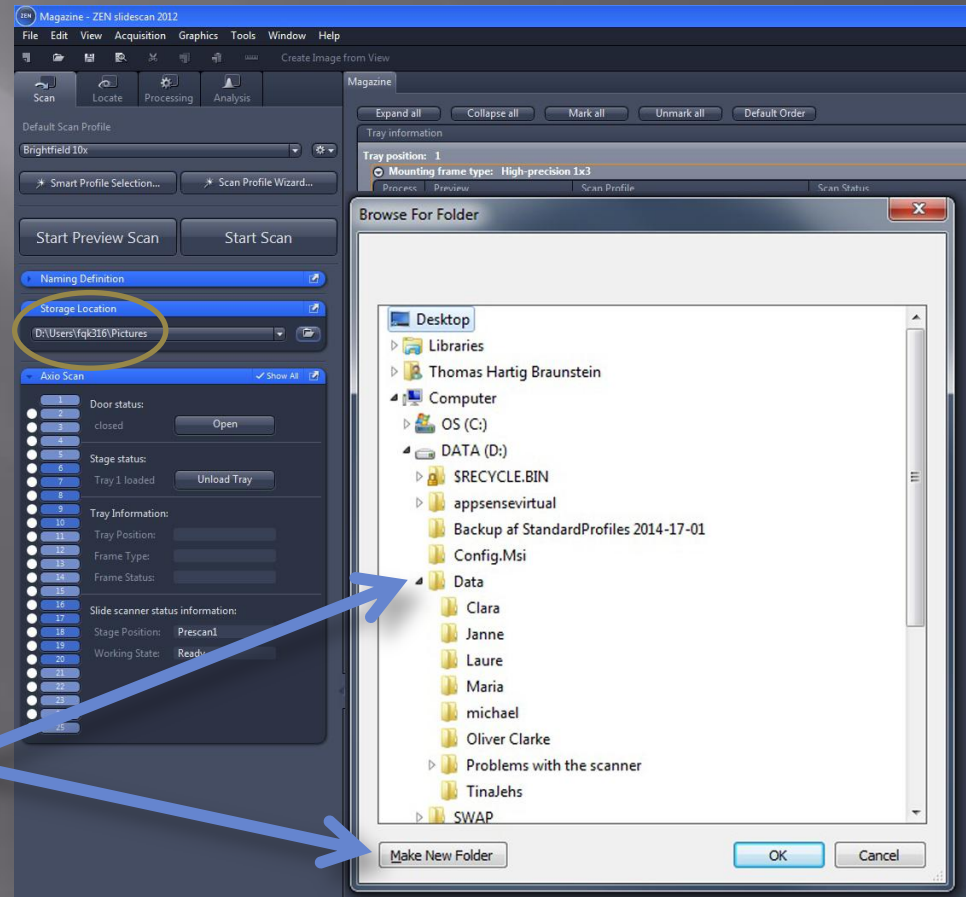 ZEN Magazine - ZEN slidescan 2012
File Edit View Acquisition Graphics Tools Window Help
Create Image from View
Scan Locate Processing Analysis
Default Scan Profile
Brightfield 10x
Smart Profile Selection... Scan Profile Wizard...
Start Preview Scan Start Scan
Naming Definition
Storage Location
D:\Users\fqk316\Pictures
Axio Scan Show All
1
2
3
4
5
6
7
8
9
10
11
12
13
14
15
16
17
18
19
20
21
22
23
25
Door status:
closed Open
Stage status:
Tray 1 loaded Unload Tray
Tray Information:
Tray Position:
Frame Type:
Frame Status:
Slide scanner status information:
Stage Position: Prescan1
Working State: Ready
Magazine
Expand all Collapse all Mark all Unmark all Default Order
Tray information
Tray position: 1
Mounting frame type: High-precision 1x3
Process Preview Scan Profile Scan Status
Browse For Folder
Desktop
Libraries
Thomas Hartig Braunstein
Computer
OS (C:)
DATA (D:)
$RECYCLE.BIN
appsensevirtual
Backup af StandardProfiles 2014-17-01
Config.Msi
Data
Clara
Janne
Laure
Maria
michael
Oliver Clarke
Problems with the scanner
TinaJehs
SWAP
Make New Folder OK Cancel